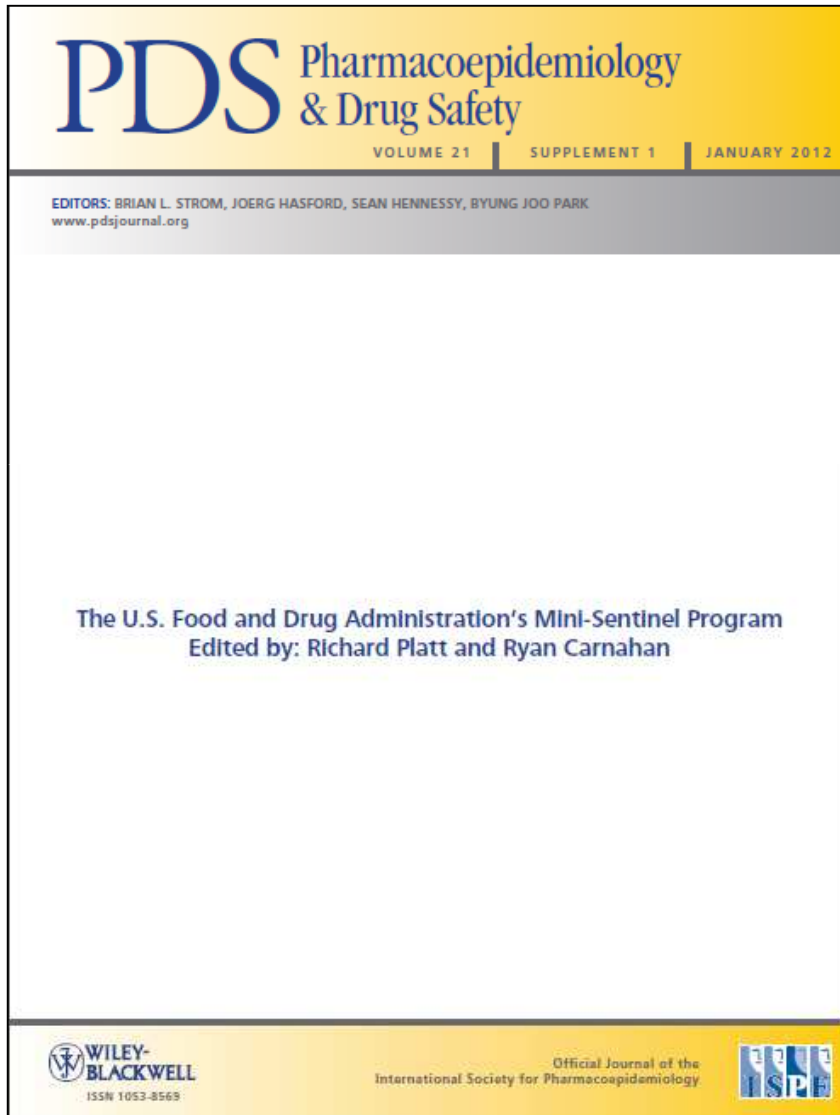 PDS Pharmacoepidemiology
& Drug Safety
VOLUME 21 SUPPLEMENT 1 JANUARY 2012
EDITORS: BRIAN L. STROM, JOERG HASFORD, SEAN HENNESSY, BYUNG JOO PARK
www.pdsjournal.org
The U.S. Food and Drug Administration's Mini-Sentinel Program
Edited by: Richard Platt and Ryan Carnahan
WILEY-
BLACKWELL
ISSN 1053-8569
Official Journal of the
International Society for Pharmacoepidemiology
ISPE